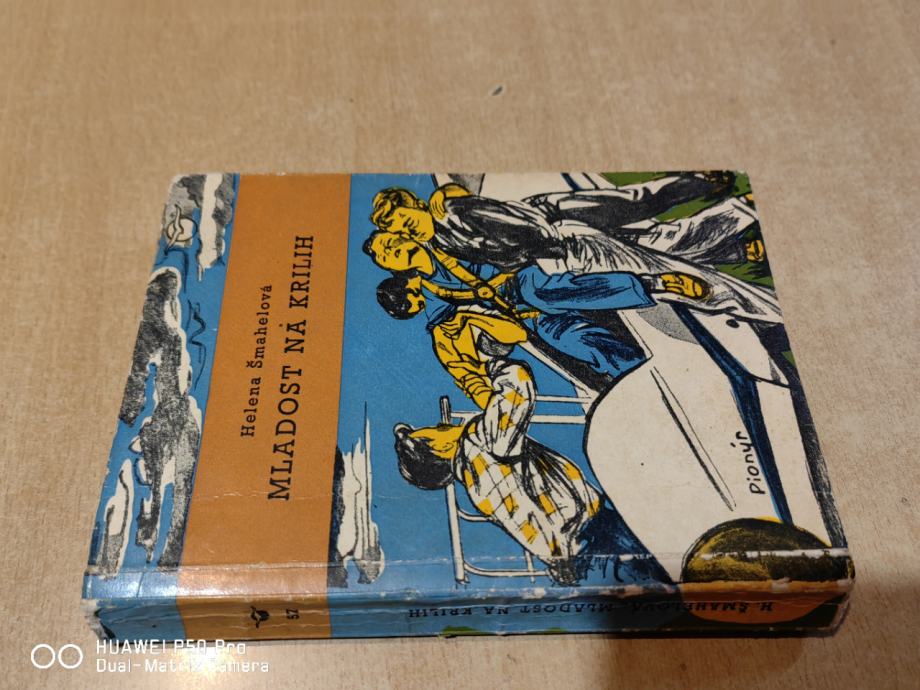 Helena Šmahelová
MLADOST NA KRILIH
Pionýr
57
H. ŠMAHELOVÁ: MLADOST NA KRILIH
HUAWEI P50 Pro
Dual-Matrix Camera